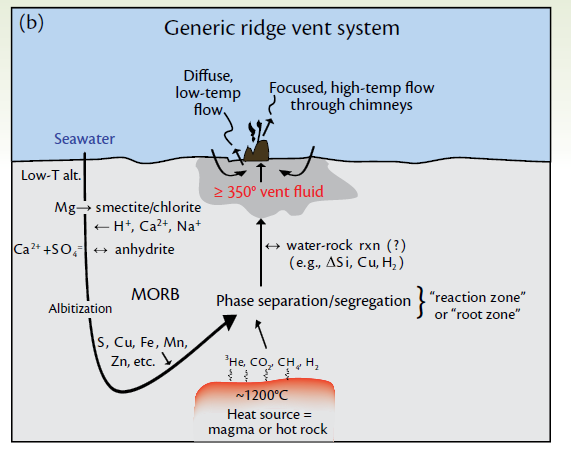 (b)
Generic ridge vent system
Diffuse,
low-temp
flow
Focused, high-temp flow
through chimneys
Seawater
Low-T alt.
≥ 350° vent fluid
Mg→ smectite/chlorite
← H⁺, Ca²⁺, Na⁺
Ca²⁺ +SO₄⁼ ↔ anhydrite
↔ water-rock rxn (?)
(e.g., ΔSi, Cu, H₂)
MORB
Albitization
Phase separation/segregation } "reaction zone"
or "root zone"
S, Cu, Fe, Mn,
Zn, etc.
³He, CO₂, CH₄, H₂
~1200°C
Heat source =
magma or hot rock